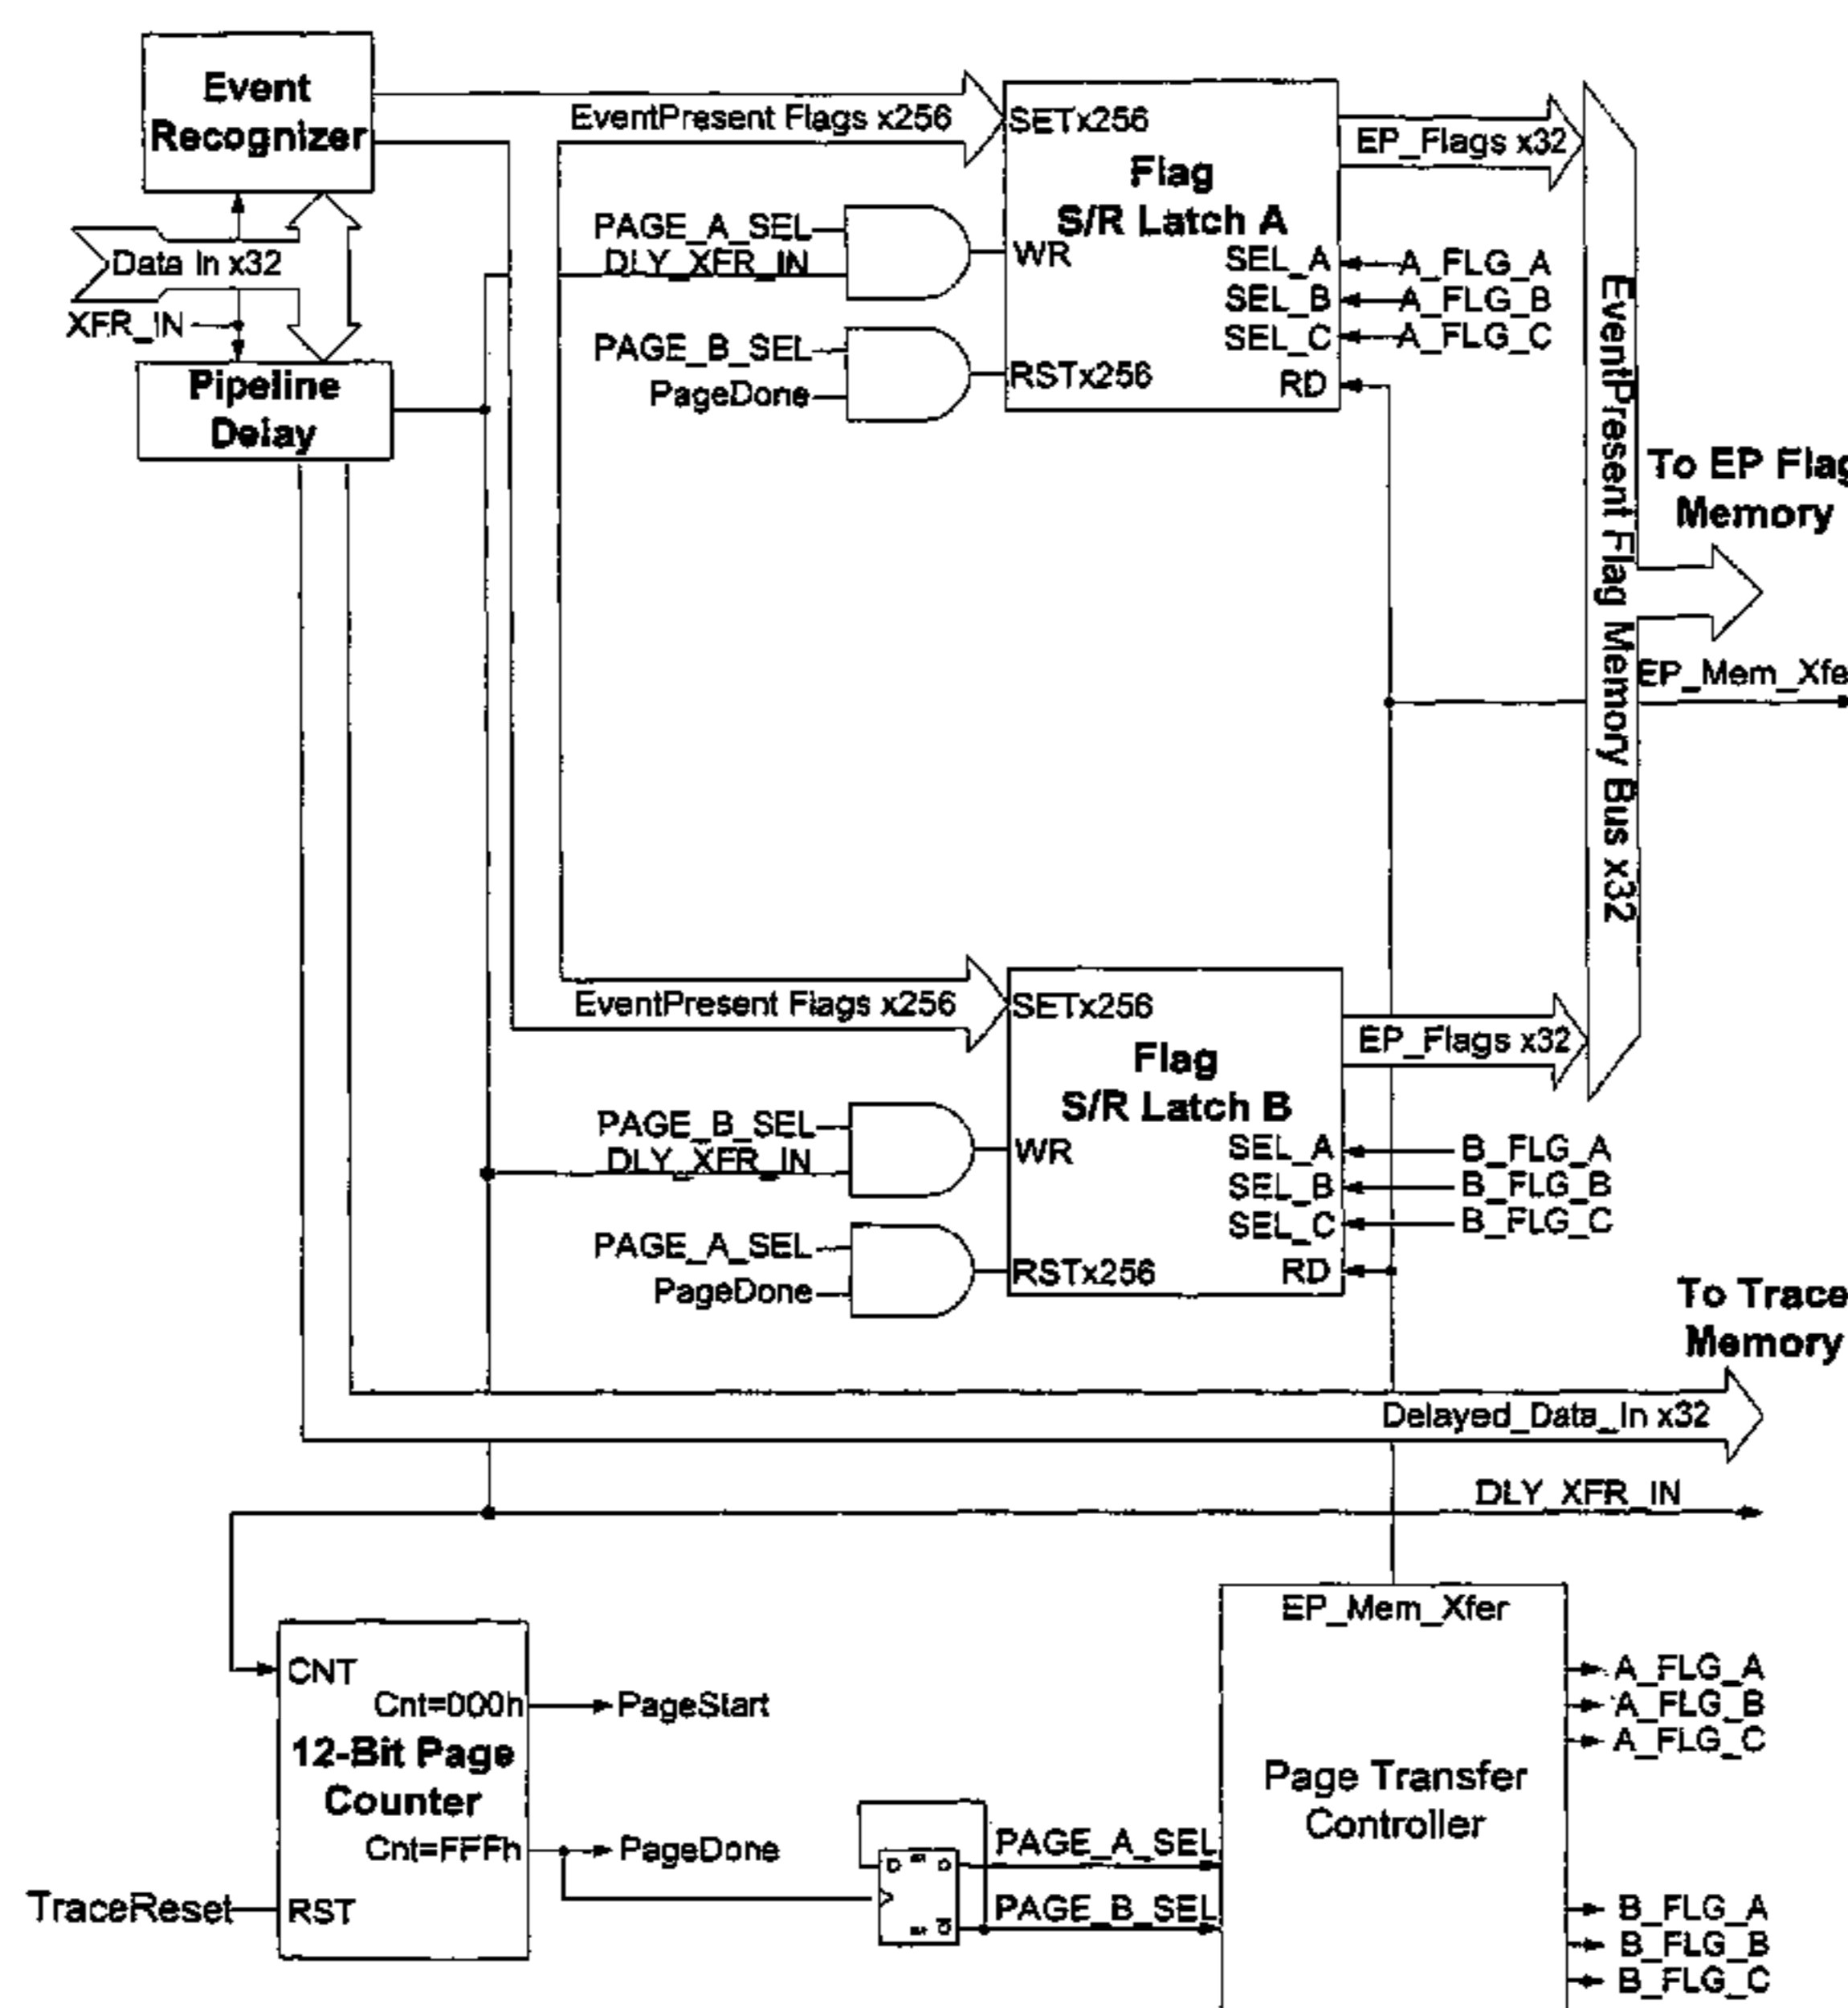 Event
Recognizer
EventPresent Flags x256
SETx256
EP_Flags x32
Flag
S/R Latch A
PAGE_A_SEL
DLY_XFR_IN
WR
SEL_A
A_FLG_A
SEL_B
A_FLG_B
SEL_C
A_FLG_C
Data In x32
XFR_IN
PAGE_B_SEL
PageDone
RSTx256
RD
Pipeline
Delay
EventPresent Flag Memory Bus x32
To EP Flag
Memory
EP_Mem_Xfe
EventPresent Flags x256
SETx256
EP_Flags x32
Flag
S/R Latch B
PAGE_B_SEL
DLY_XFR_IN
WR
SEL_A
B_FLG_A
SEL_B
B_FLG_B
SEL_C
B_FLG_C
PAGE_A_SEL
PageDone
RSTx256
RD
To Trace
Memory
Delayed_Data_In x32
DLY_XFR_IN
EP_Mem_Xfer
CNT
Cnt=000h
PageStart
12-Bit Page
Counter
Cnt=FFFh
PageDone
TraceReset
RST
PAGE_A_SEL
PAGE_B_SEL
Page Transfer
Controller
A_FLG_A
A_FLG_B
A_FLG_C
B_FLG_A
B_FLG_B
B_FLG_C